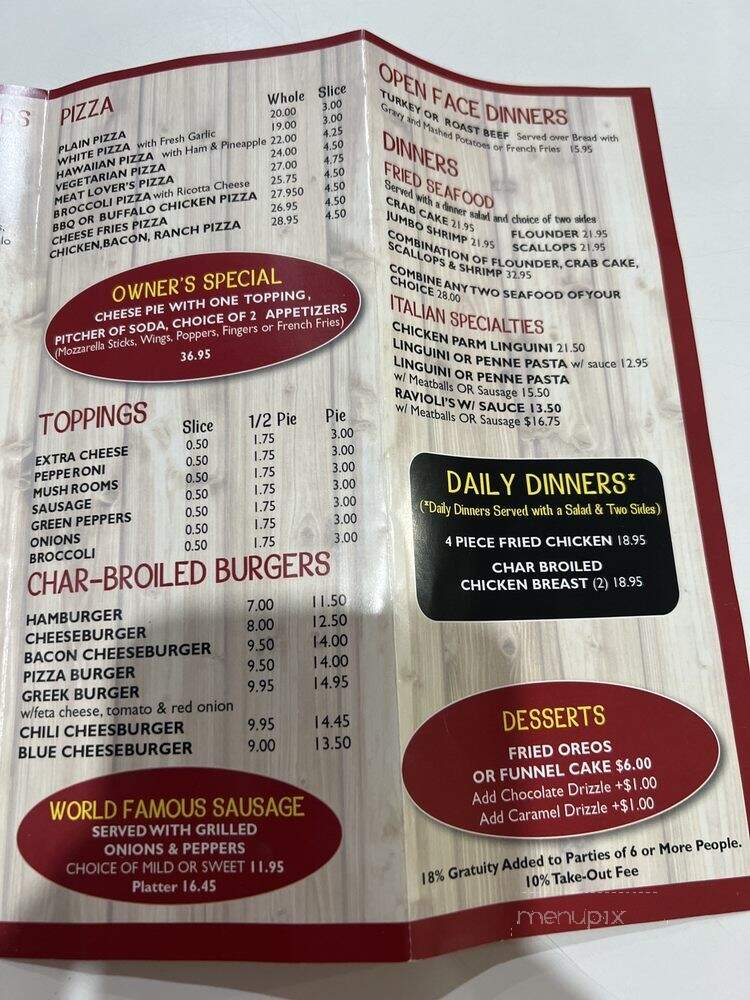 PS
s,
lo
PIZZA Whole Slice
PLAIN PIZZA 20.00 3.00
WHITE PIZZA with Fresh Garlic 19.00 3.00
HAWAIIAN PIZZA with Ham & Pineapple 22.00 4.25
VEGETARIAN PIZZA 24.00 4.50
MEAT LOVER'S PIZZA 27.00 4.75
BROCCOLI PIZZA with Ricotta Cheese 25.75 4.50
BBQ OR BUFFALO CHICKEN PIZZA 27.950 4.50
CHEESE FRIES PIZZA 26.95 4.50
CHICKEN,BACON, RANCH PIZZA 28.95 4.50
OWNER'S SPECIAL
CHEESE PIE WITH ONE TOPPING,
PITCHER OF SODA, CHOICE OF 2 APPETIZERS
(Mozzarella Sticks, Wings, Poppers, Fingers or French Fries)
36.95
TOPPINGS Slice 1/2 Pie Pie
EXTRA CHEESE 0.50 1.75 3.00
PEPPERONI 0.50 1.75 3.00
MUSHROOMS 0.50 1.75 3.00
SAUSAGE 0.50 1.75 3.00
GREEN PEPPERS 0.50 1.75 3.00
ONIONS 0.50 1.75 3.00
BROCCOLI 0.50 1.75 3.00
CHAR-BROILED BURGERS
HAMBURGER 7.00 11.50
CHEESEBURGER 8.00 12.50
BACON CHEESEBURGER 9.50 14.00
PIZZA BURGER 9.50 14.00
GREEK BURGER 9.95 14.95
w/feta cheese, tomato & red onion
CHILI CHEESBURGER 9.95 14.45
BLUE CHEESEBURGER 9.00 13.50
WORLD FAMOUS SAUSAGE
SERVED WITH GRILLED
ONIONS & PEPPERS
CHOICE OF MILD OR SWEET 11.95
Platter 16.45
OPEN FACE DINNERS
TURKEY OR ROAST BEEF Served over Bread with
Gravy and Mashed Potatoes or French Fries 15.95
DINNERS
FRIED SEAFOOD
Served with a dinner salad and choice of two sides
CRAB CAKE 21.95 FLOUNDER 21.95
JUMBO SHRIMP 21.95 SCALLOPS 21.95
COMBINATION OF FLOUNDER, CRAB CAKE,
SCALLOPS & SHRIMP 32.95
COMBINE ANY TWO SEAFOOD OF YOUR
CHOICE 28.00
ITALIAN SPECIALTIES
CHICKEN PARM LINGUINI 21.50
LINGUINI OR PENNE PASTA w/ sauce 12.95
LINGUINI OR PENNE PASTA
w/ Meatballs OR Sausage 15.50
RAVIOLI'S W/ SAUCE 13.50
w/ Meatballs OR Sausage $16.75
DAILY DINNERS*
(*Daily Dinners Served with a Salad & Two Sides)
4 PIECE FRIED CHICKEN 18.95
CHAR BROILED
CHICKEN BREAST (2) 18.95
DESSERTS
FRIED OREOS
OR FUNNEL CAKE $6.00
Add Chocolate Drizzle +$1.00
Add Caramel Drizzle +$1.00
18% Gratuity Added to Parties of 6 or More People.
10% Take-Out Fee
menupix